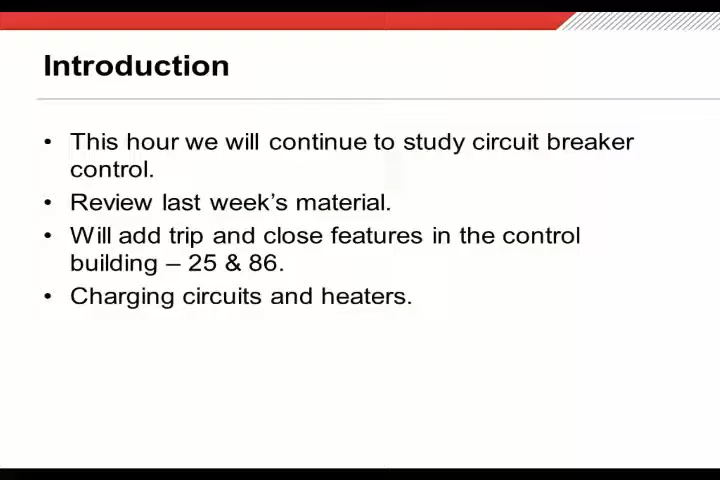 Introduction
• This hour we will continue to study circuit breaker
control.
• Review last week’s material.
• Will add trip and close features in the control
building – 25 & 86.
• Charging circuits and heaters.